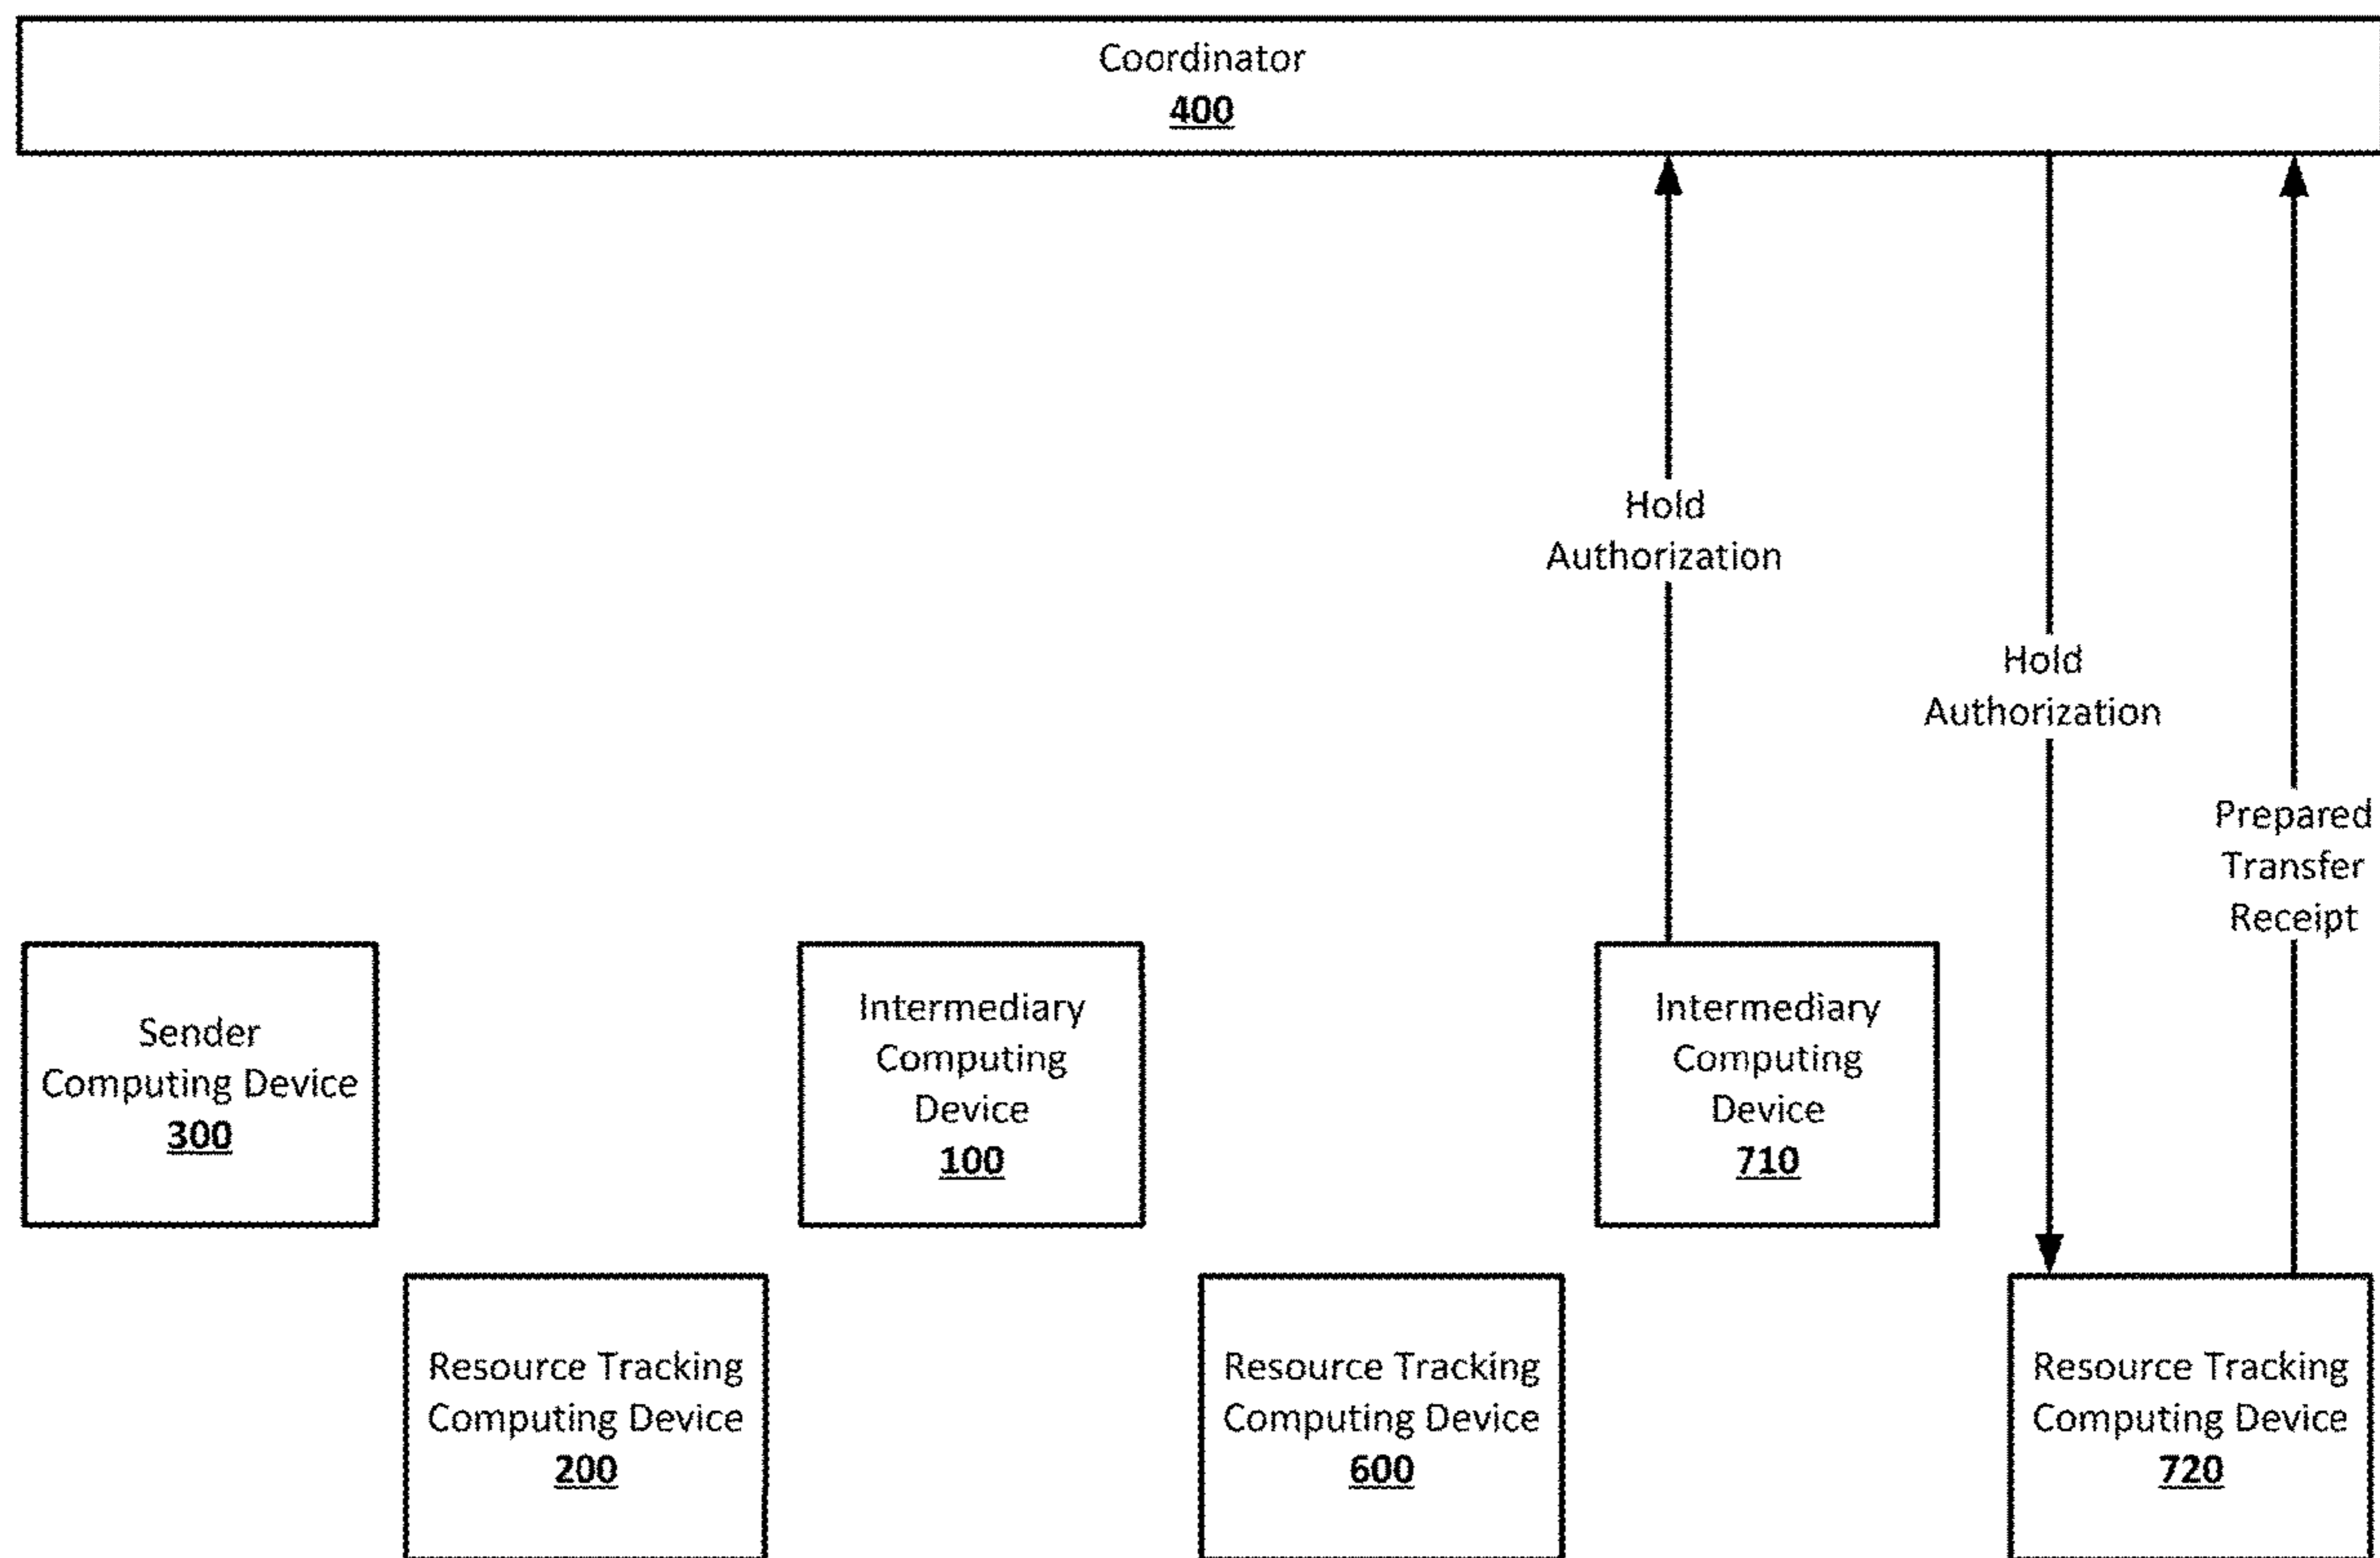 Coordinator
400
Hold
Authorization
Hold
Authorization
Prepared
Transfer
Receipt
Sender
Computing Device
300
Intermediary
Computing
Device
100
Intermediary
Computing
Device
710
Resource Tracking
Computing Device
200
Resource Tracking
Computing Device
600
Resource Tracking
Computing Device
720